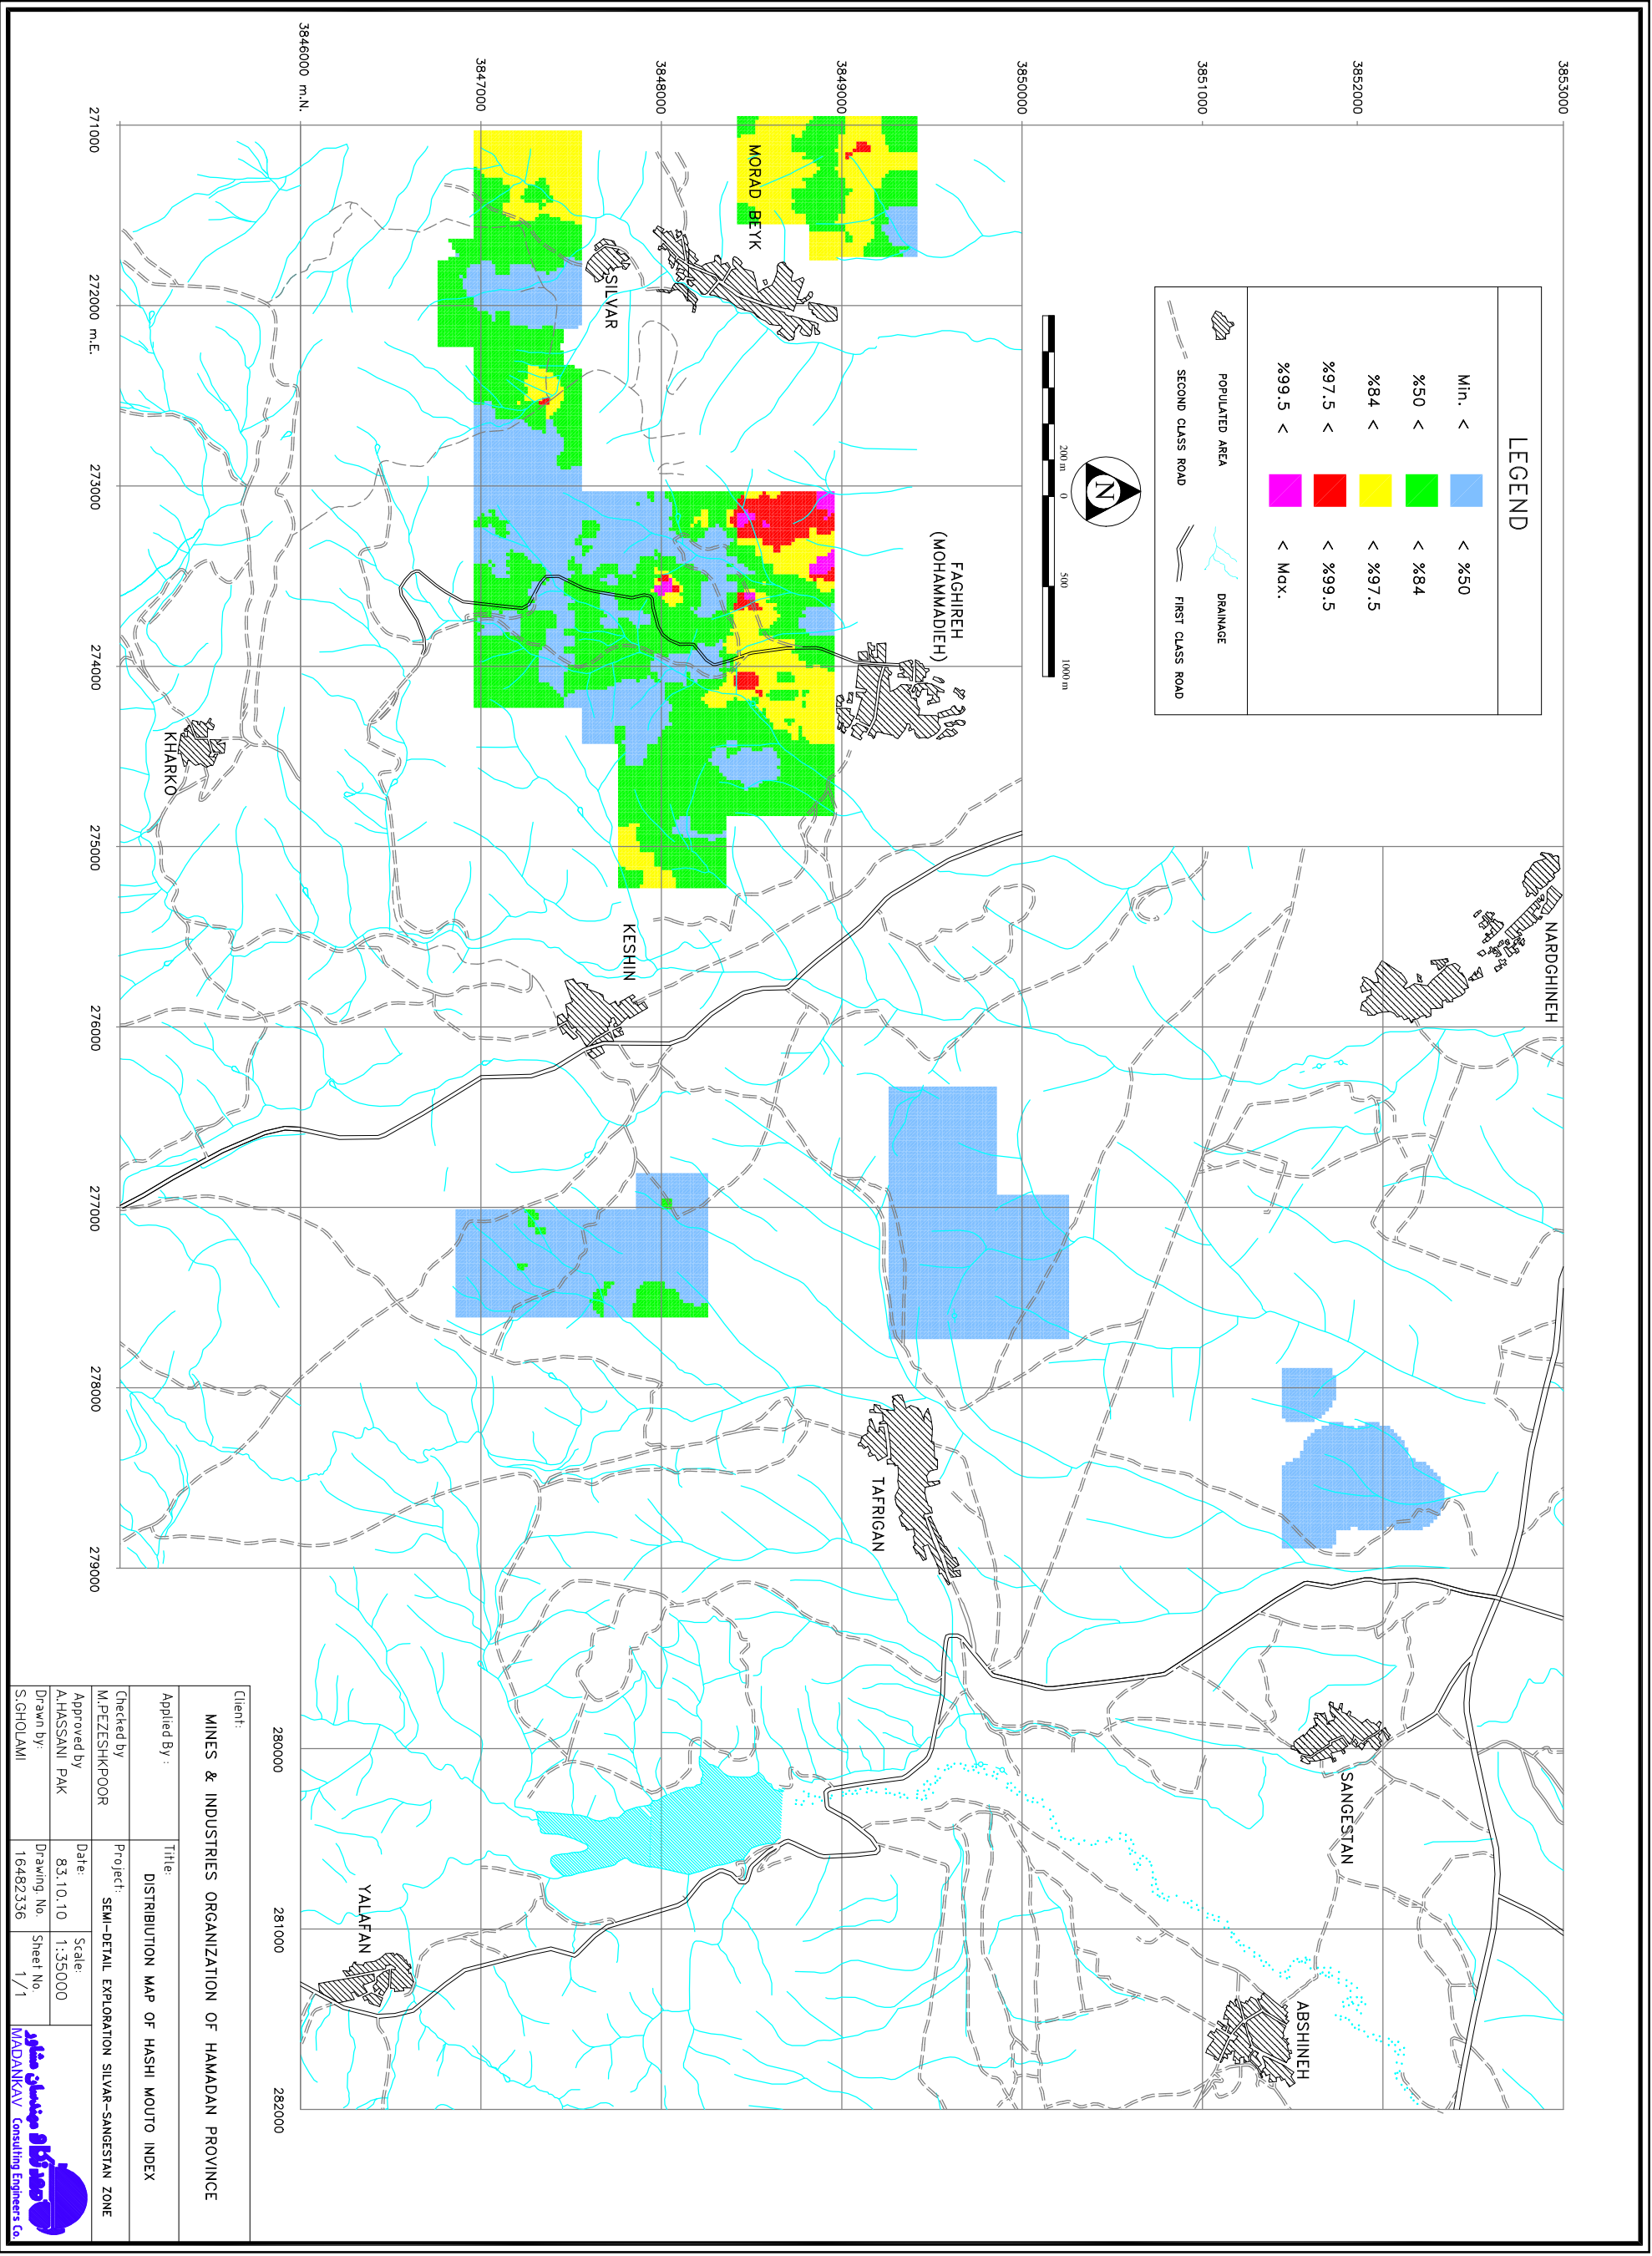 LEGEND
Min. < < %50
%50 < < %84
%84 < < %97.5
%97.5 < < %99.5
%99.5 < < Max.
POPULATED AREA
DRAINAGE
SECOND CLASS ROAD
FIRST CLASS ROAD
N
200 m 0 500 1000 m
3853000
3852000
3851000
3850000
3849000
3848000
3847000
3846000 m.N.
271000
272000 m.E.
273000
274000
275000
276000
277000
278000
279000
280000
281000
282000
NARDGHINEH
MORAD BEYK
SILVAR
FAGHIREH
(MOHAMMADIEH)
KHARKO
KESHIN
TAFRIGAN
SANGESTAN
ABSHINEH
YALAFAN
Client:
MINES & INDUSTRIES ORGANIZATION OF HAMADAN PROVINCE
Applied By :
Title:
DISTRIBUTION MAP OF HASHI MOUTO INDEX
Checked by
M.PEZESHKPOOR
Project:
SEMI-DETAIL EXPLORATION SILVAR-SANGESTAN ZONE
Approved by
A.HASSANI PAK
Date:
83.10.10
Scale:
1:35000
Drawn by:
S.GHOLAMI
Drawing. No.
16482336
Sheet No.
1/1
معدنکاو مهندسان مشاور
MADANKAV Consulting Engineers Co.